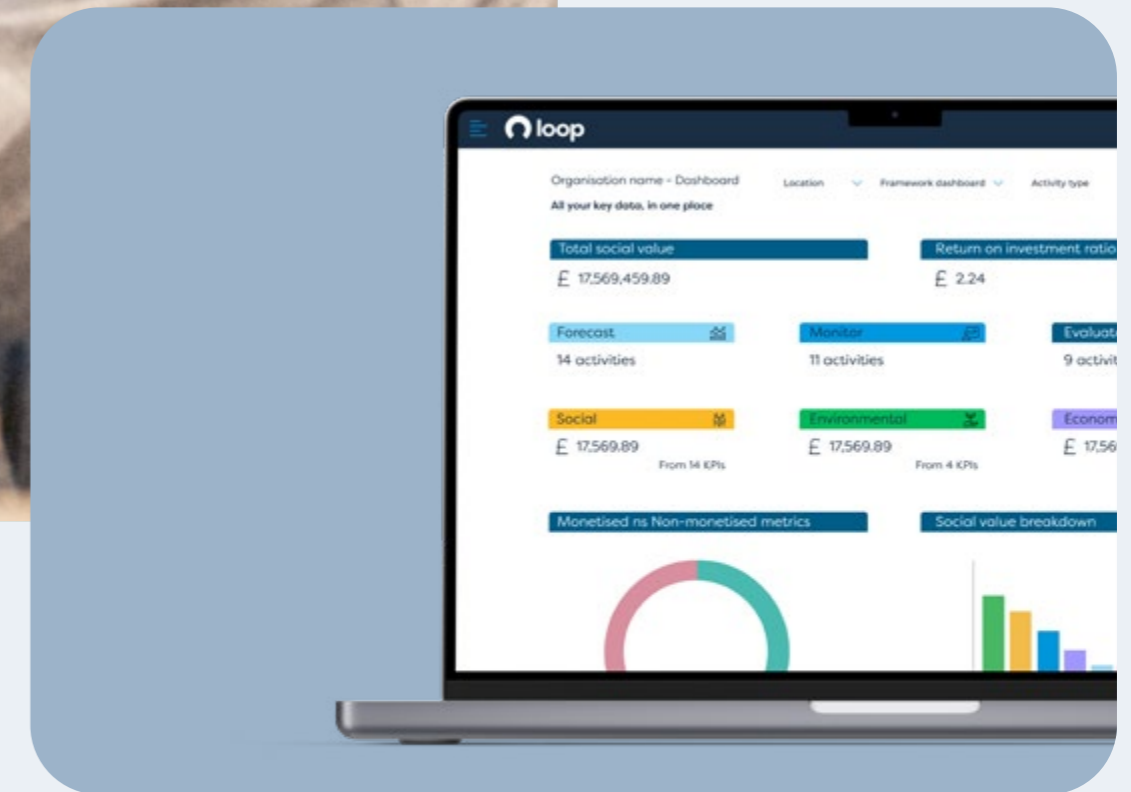 loop
Organisation name - Dashboard
Location
Framework dashboard
Activity type
All your key data, in one place
Total social value
Return on investment ratio
£ 17,569,459.89
£ 2.24
Forecast
Monitor
Evaluat
14 activities
11 activities
9 activit
Social
Environmental
Econom
£ 17,569.89
£ 17,569.89
£ 17,56
From 14 KPIs
From 4 KPIs
Monetised ns Non-monetised metrics
Social value breakdown